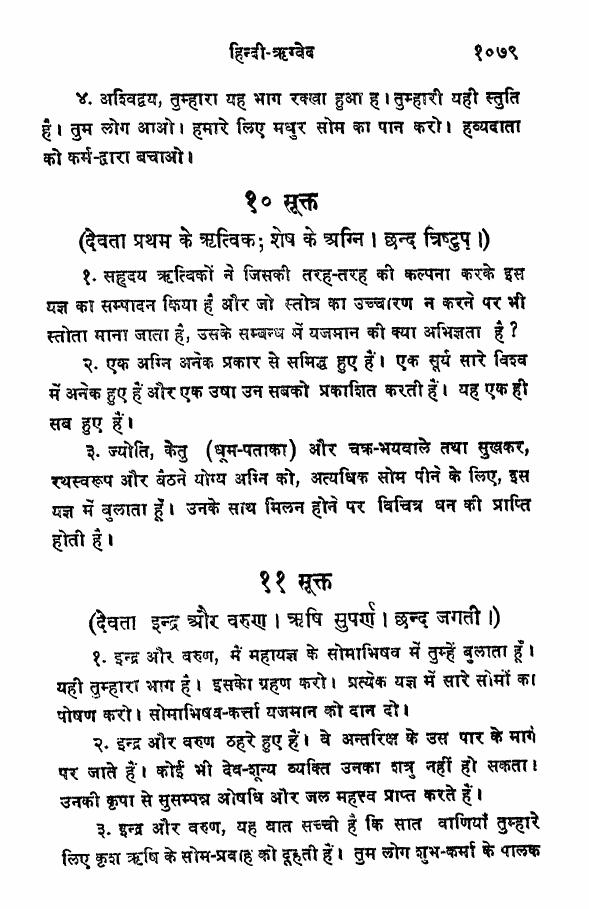 हिन्दी-ऋग्वेद १०७९
४. अश्विद्वय, तुम्हारा यह भाग रक्खा हुआ ह। तुम्हारी यही स्तुति
है। तुम लोग आओ। हमारे लिए मधुर सोम का पान करो। हव्यदाता
को कर्म-द्वारा बचाओ।
१० सूक्त
(देवता प्रथम के ऋत्विक; शेष के अग्नि। छन्द त्रिष्टुप्।)
१. सहृदय ऋत्विकों ने जिसकी तरह-तरह की कल्पना करके इस
यज्ञ का सम्पादन किया है और जो स्तोत्र का उच्चारण न करने पर भी
स्तोता माना जाता है, उसके सम्बन्ध में यजमान की क्या अभिज्ञता है?
२. एक अग्नि अनेक प्रकार से समिद्ध हुए हैं। एक सूर्य सारे विश्व
में अनेक हुए हैं और एक उषा उन सबको प्रकाशित करती हैं। यह एक ही
सब हुए हैं।
३. ज्योति, केतु (धूम-पताका) और चक्र-भयवाले तथा सुखकर,
रथस्वरूप और बैठने योग्य अग्नि को, अत्यधिक सोम पीने के लिए, इस
यज्ञ में बुलाता हूँ। उनके साथ मिलन होने पर विचित्र धन की प्राप्ति
होती है।
११ सूक्त
(देवता इन्द्र और वरुण। ऋषि सुपर्ण। छन्द जगती।)
१. इन्द्र और वरुण, मैं महायज्ञ के सोमाभिषव में तुम्हें बुलाता हूँ।
यही तुम्हारा भाग है। इसको ग्रहण करो। प्रत्येक यज्ञ में सारे सोमों का
पोषण करो। सोमाभिषव-कर्त्ता यजमान को दान दो।
२. इन्द्र और वरुण ठहरे हुए हैं। वे अन्तरिक्ष के उस पार के मार्ग
पर जाते हैं। कोई भी देव-शून्य व्यक्ति उनका शत्रु नहीं हो सकता।
उनकी कृपा से सुसम्पन्न ओषधि और जल महत्त्व प्राप्त करते हैं।
३. इन्द्र और वरुण, यह बात सच्ची है कि सात वाणियाँ तुम्हारे
लिए कृश ऋषि के सोम-प्रवाह को दूहती हैं। तुम लोग शुभ-कर्मा के पालक